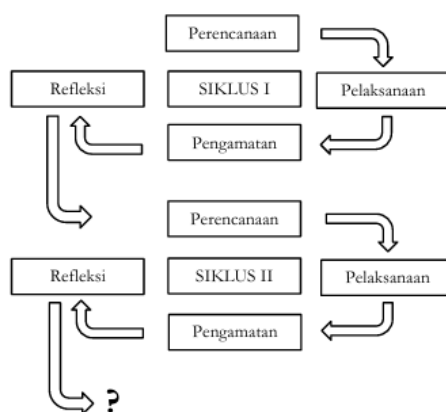 Perencanaan
Refleksi
SIKLUS I
Pelaksanaan
Pengamatan
Perencanaan
Refleksi
SIKLUS II
Pelaksanaan
Pengamatan
?